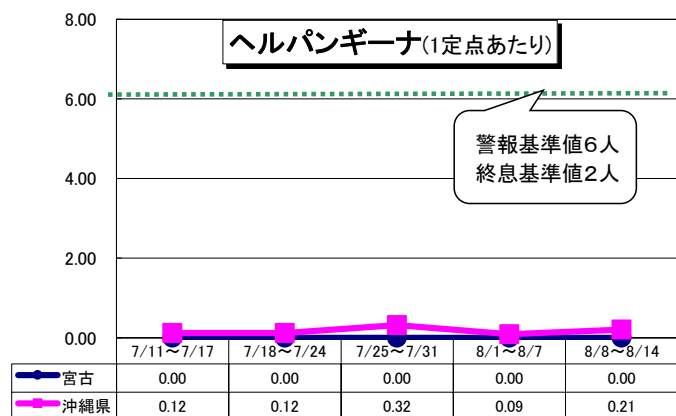 8.00
ヘルパンギーナ(1定点あたり)
6.00
警報基準値6人
終息基準値2人
4.00
2.00
0.00
7/11～7/17 7/18～7/24 7/25～7/31 8/1～8/7 8/8～8/14
宮古 0.00 0.00 0.00 0.00 0.00
沖縄県 0.12 0.12 0.32 0.09 0.21